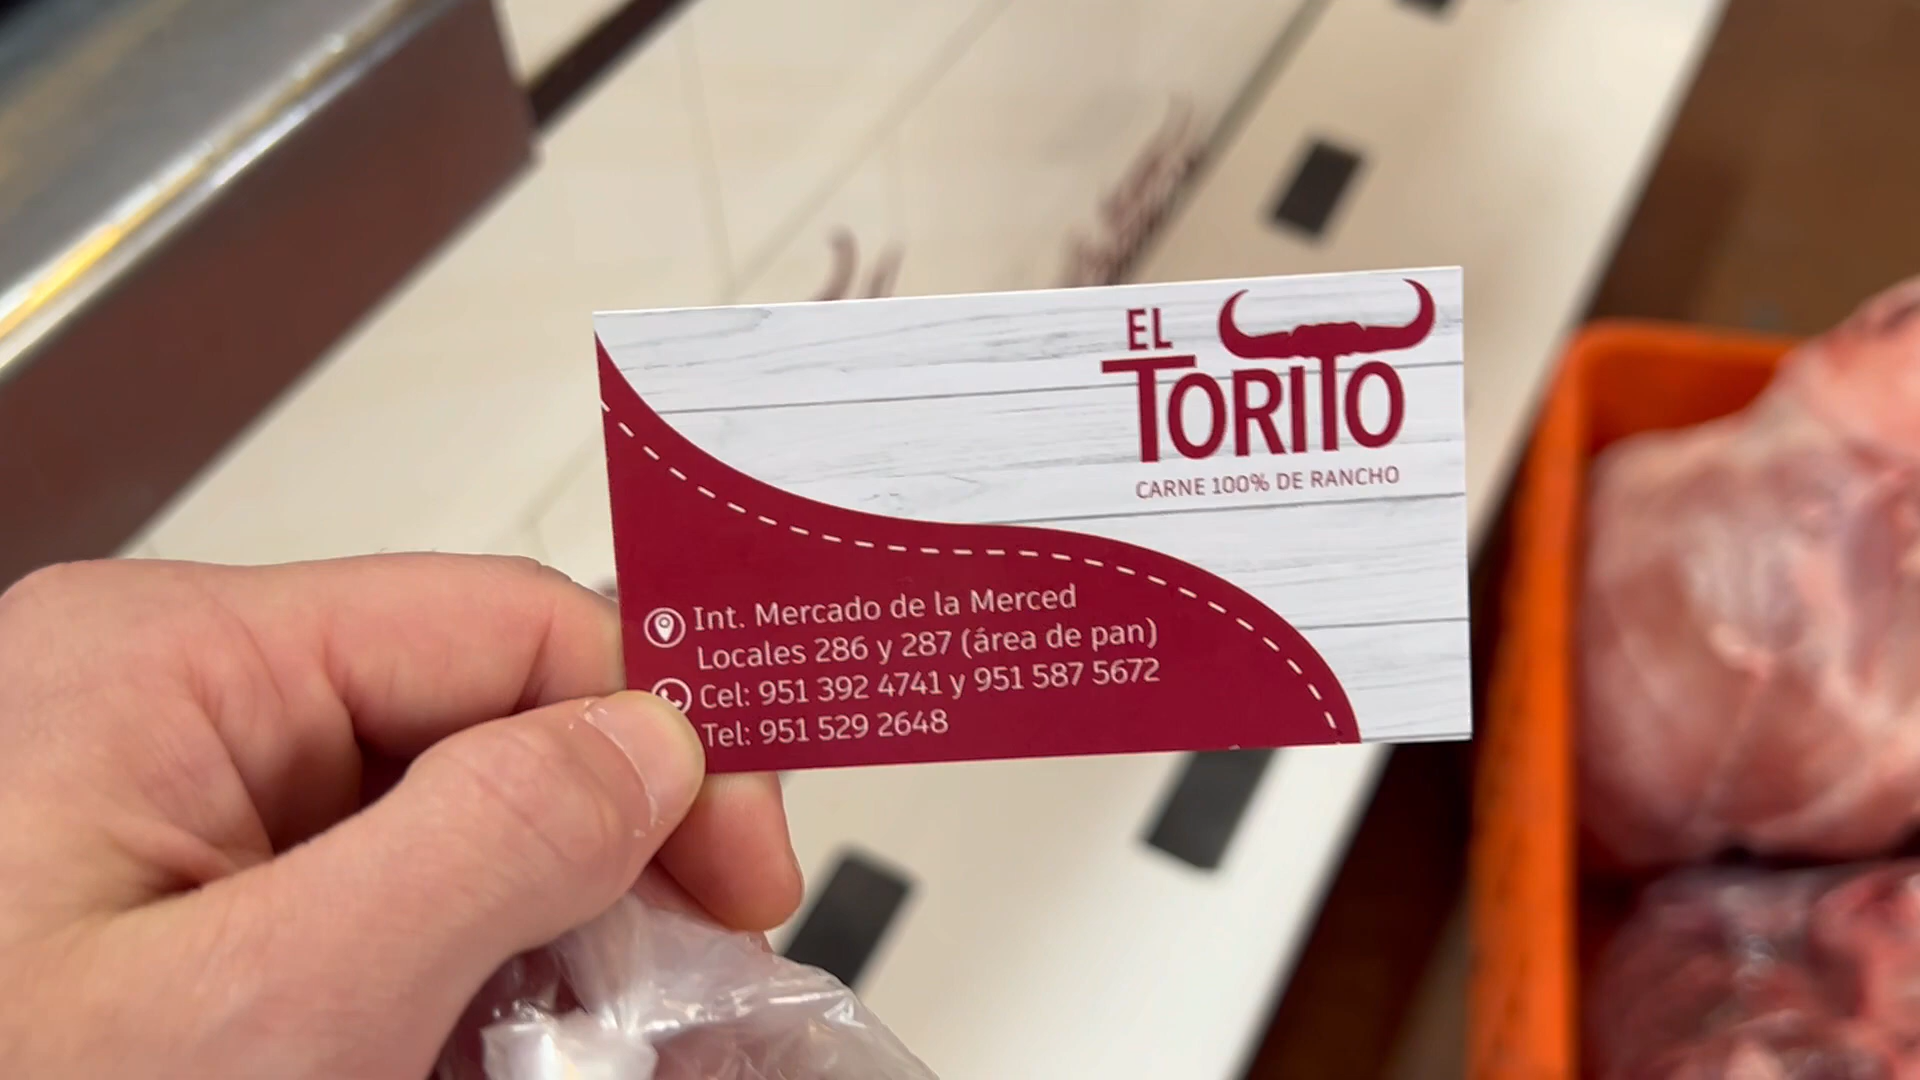 EL
TORITO
CARNE 100% DE RANCHO
Int. Mercado de la Merced
Locales 286 y 287 (área de pan)
Cel: 951 392 4741 y 951 587 5672
Tel: 951 529 2648